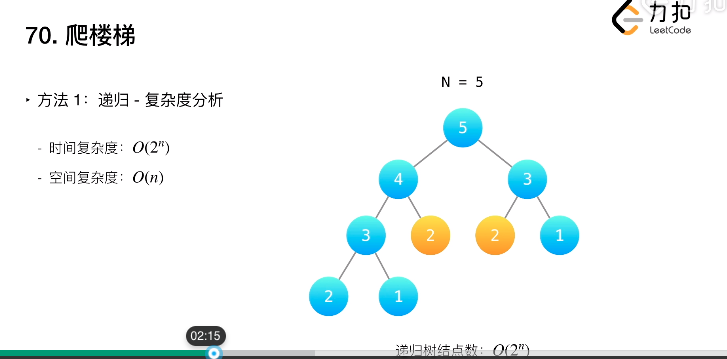 力扣
LeetCode
70. 爬楼梯
N = 5
‣ 方法 1：递归 - 复杂度分析
- 时间复杂度：O(2ⁿ)
- 空间复杂度：O(n)
5
4 3
3 2 2 1
2 1
02:15
递归树结点数：O(2ⁿ)